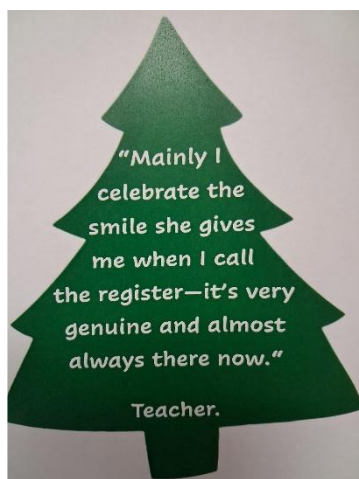 “Mainly I
celebrate the
smile she gives
me when I call
the register—it’s very
genuine and almost
always there now.“
Teacher.